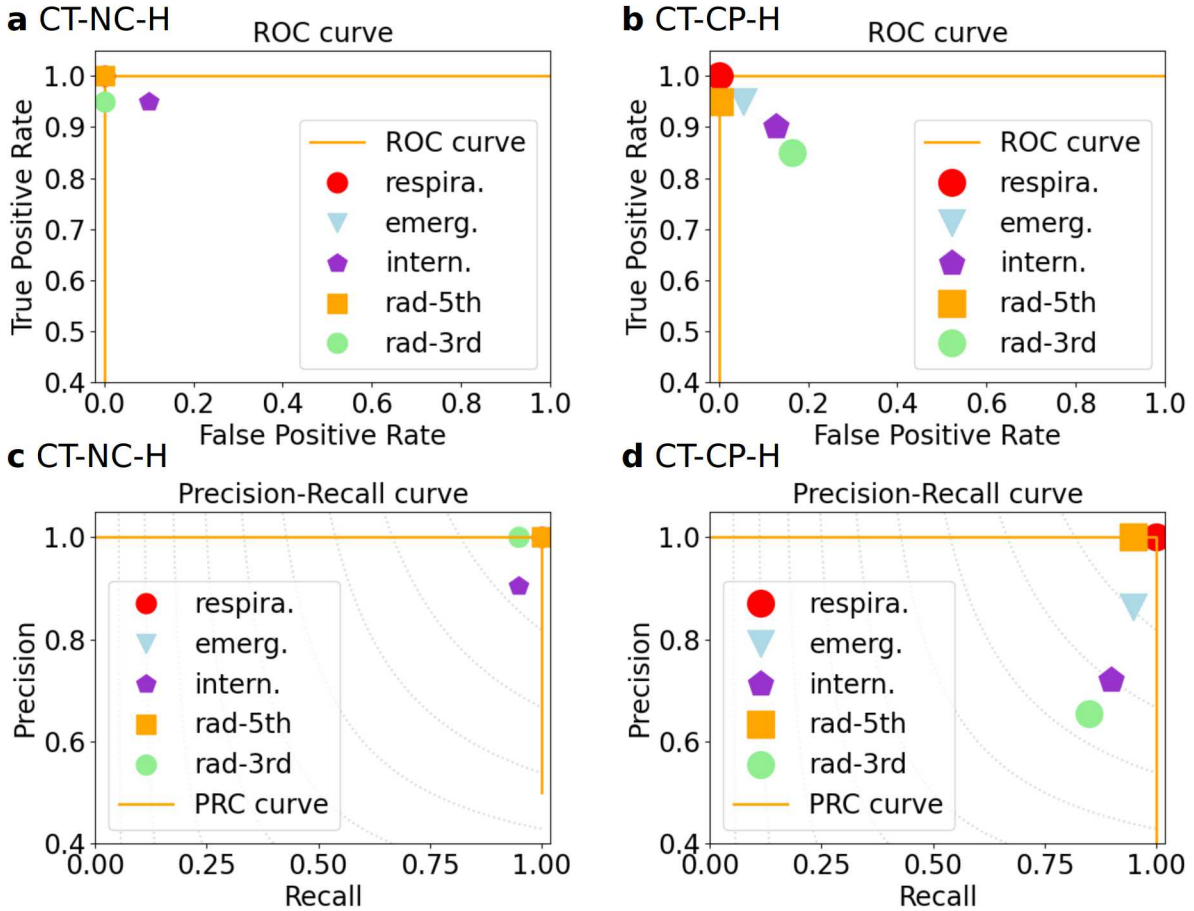 a CT-NC-H
ROC curve
True Positive Rate
1.0
0.9
0.8
0.7
0.6
0.5
0.4
ROC curve
respira.
emerg.
intern.
rad-5th
rad-3rd
0.0 0.2 0.4 0.6 0.8 1.0
False Positive Rate
b CT-CP-H
ROC curve
True Positive Rate
1.0
0.9
0.8
0.7
0.6
0.5
0.4
ROC curve
respira.
emerg.
intern.
rad-5th
rad-3rd
0.0 0.2 0.4 0.6 0.8 1.0
False Positive Rate
c CT-NC-H
Precision-Recall curve
Precision
1.0
0.8
0.6
0.4
respira.
emerg.
intern.
rad-5th
rad-3rd
PRC curve
0.00 0.25 0.50 0.75 1.00
Recall
d CT-CP-H
Precision-Recall curve
Precision
1.0
0.8
0.6
0.4
respira.
emerg.
intern.
rad-5th
rad-3rd
PRC curve
0.00 0.25 0.50 0.75 1.00
Recall